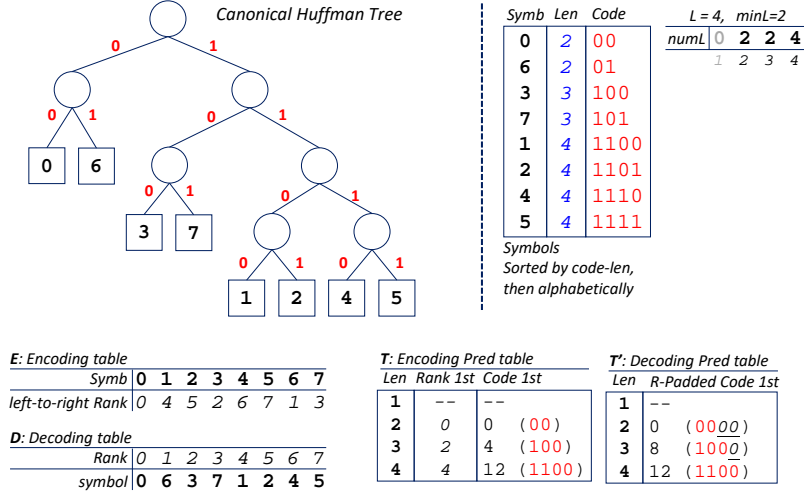 Canonical Huffman Tree
0 1
0 1 0 1
0 6 0 1 0 1
3 7 0 1 0 1
1 2 4 5
Symb Len Code
0 2 00
6 2 01
3 3 100
7 3 101
1 4 1100
2 4 1101
4 4 1110
5 4 1111
Symbols
Sorted by code-len,
then alphabetically
L = 4, minL=2
numL 0 2 2 4
1 2 3 4
E: Encoding table
Symb 0 1 2 3 4 5 6 7
left-to-right Rank 0 4 5 2 6 7 1 3
D: Decoding table
Rank 0 1 2 3 4 5 6 7
symbol 0 6 3 7 1 2 4 5
T: Encoding Pred table
Len Rank 1st Code 1st
1 -- --
2 0 0 (00)
3 2 4 (100)
4 4 12 (1100)
T': Decoding Pred table
Len R-Padded Code 1st
1 --
2 0 (0000)
3 8 (1000)
4 12 (1100)